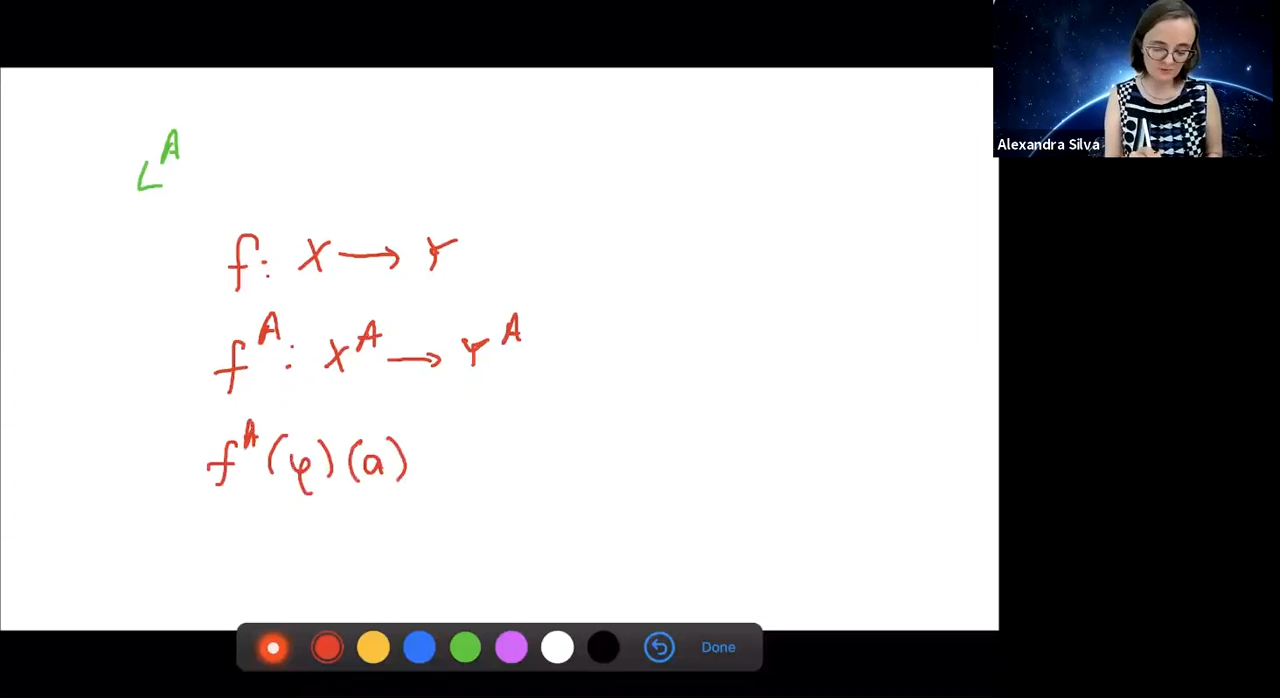 Alexandra Silva
L^A
f: X → Y
f^A: X^A → Y^A
f^A(φ)(a)
Done